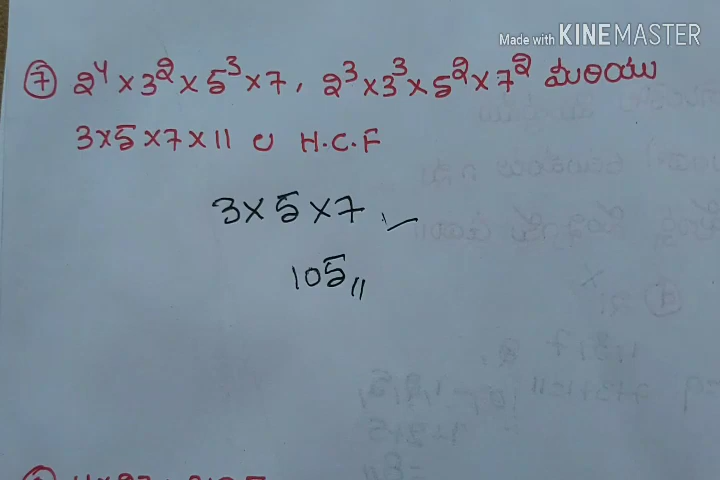 Made with KINEMASTER
⑦ 2⁴ × 3² × 5³ × 7, 2³ × 3³ × 5² × 7² మరియు
3 × 5 × 7 × 11 ల H.C.F
3 × 5 × 7
105